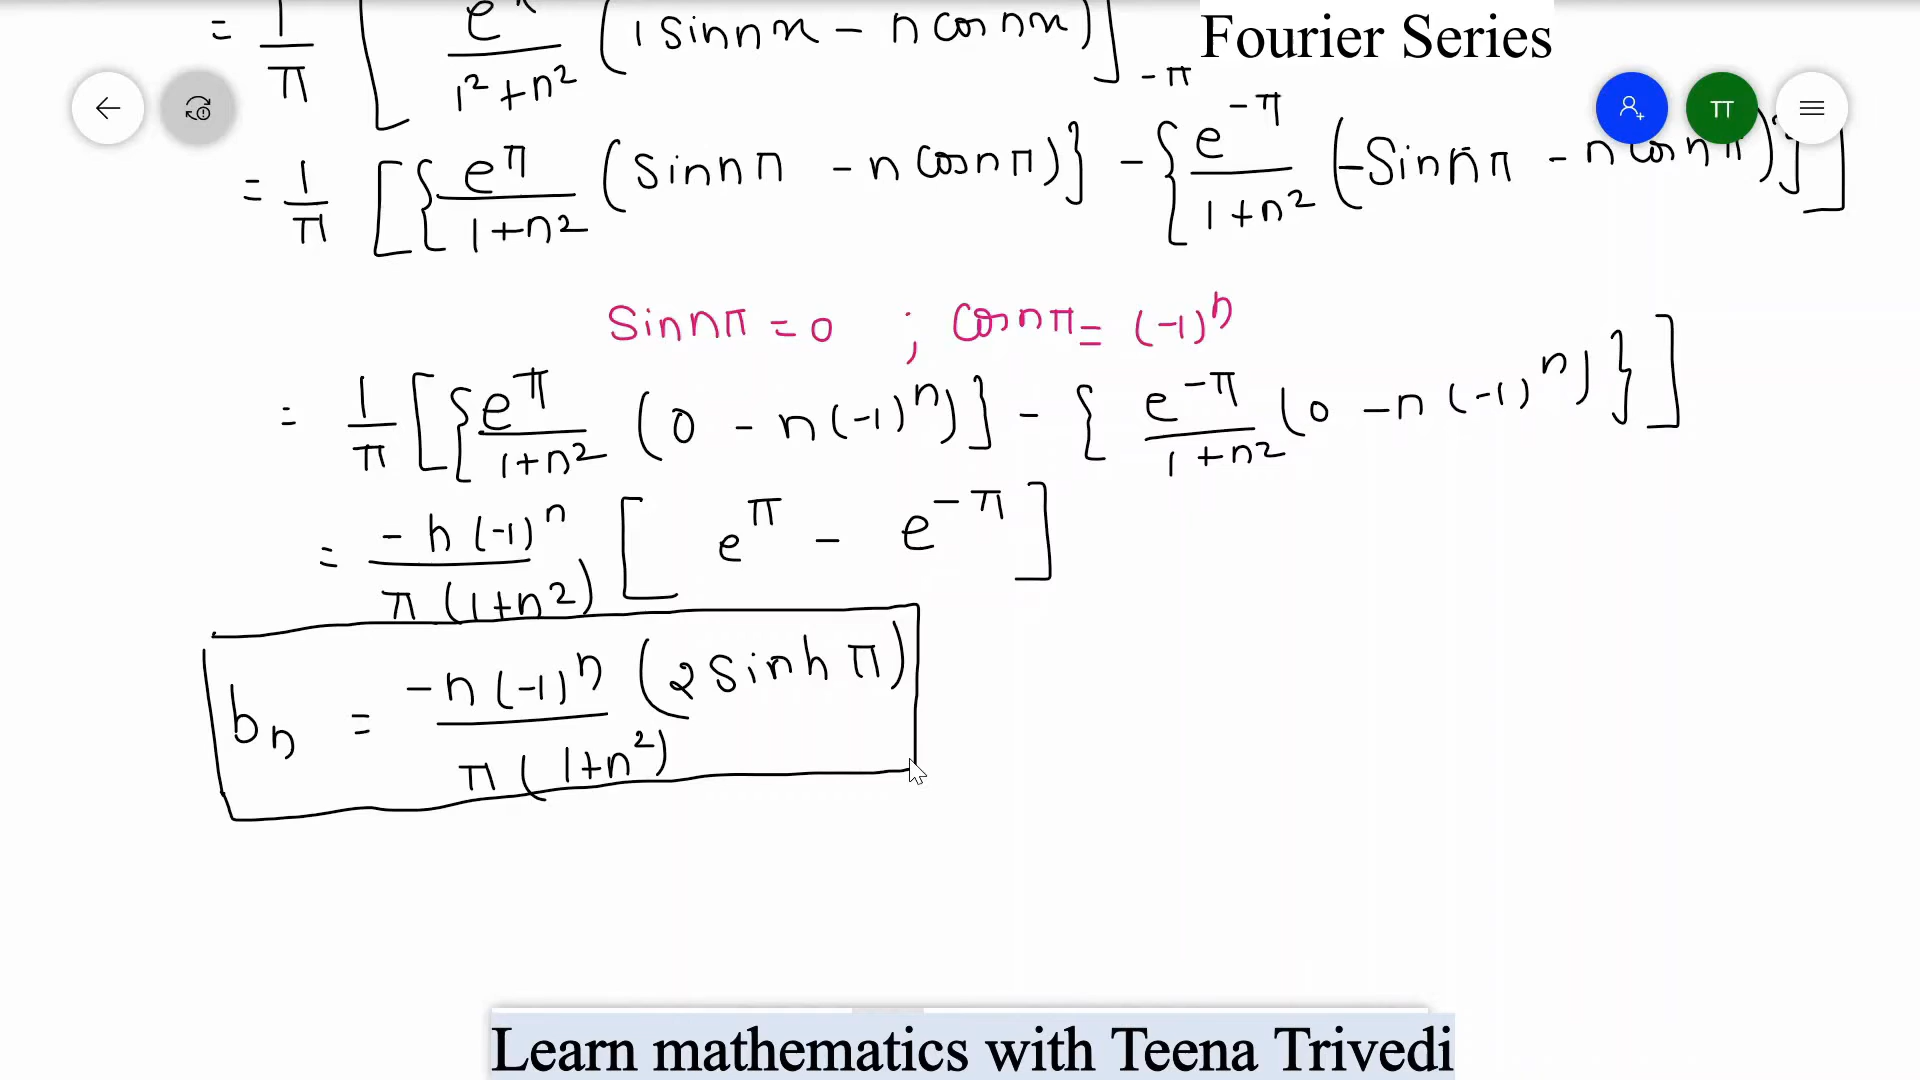 Fourier Series
= 1/π [ e^x/(1²+n²) (1 sin nx - n cos nx) ]_-π
= 1/π [ { e^π/(1+n²) (sin nπ - n cos nπ) } - { e^-π/(1+n²) (-sin nπ - n cos nπ) } ]
sin nπ = 0 ; cos nπ = (-1)^n
= 1/π [ { e^π/(1+n²) (0 - n(-1)^n) } - { e^-π/(1+n²) (0 - n(-1)^n) } ]
= -n(-1)^n/π(1+n²) [ e^π - e^-π ]
b_n = -n(-1)^n/π(1+n²) (2 sinh π)
Learn mathematics with Teena Trivedi